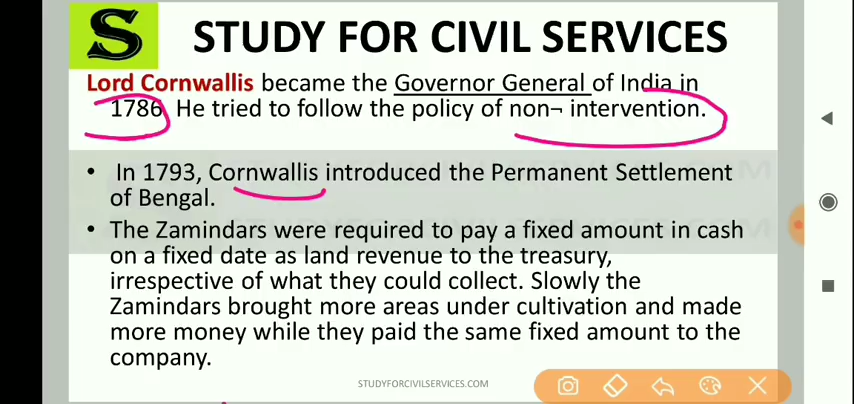 S STUDY FOR CIVIL SERVICES
Lord Cornwallis became the Governor General of India in
1786. He tried to follow the policy of non¬ intervention.
• In 1793, Cornwallis introduced the Permanent Settlement
of Bengal.
• The Zamindars were required to pay a fixed amount in cash
on a fixed date as land revenue to the treasury,
irrespective of what they could collect. Slowly the
Zamindars brought more areas under cultivation and made
more money while they paid the same fixed amount to the
company.
STUDYFORCIVILSERVICES.COM